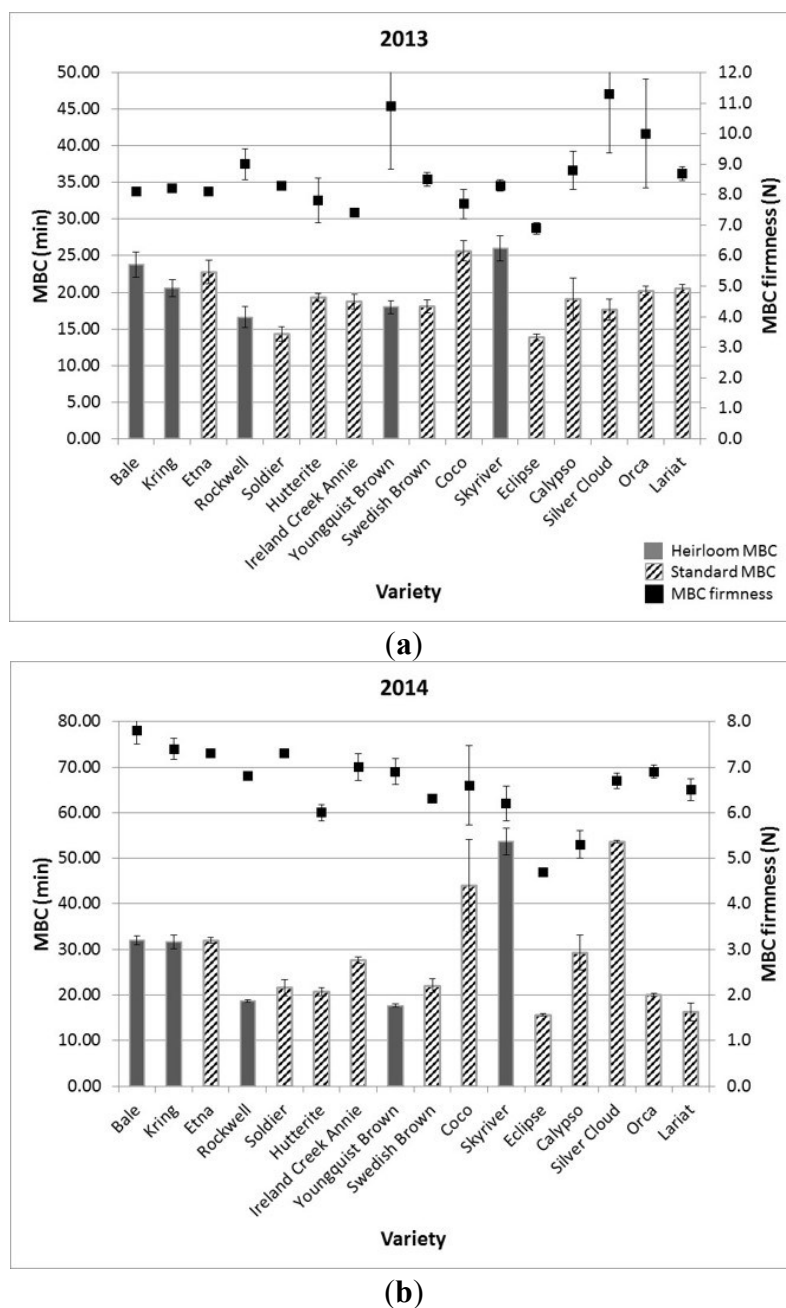 2013
MBC (min)
50.00
45.00
40.00
35.00
30.00
25.00
20.00
15.00
10.00
5.00
0.00
12.0
11.0
10.0
9.0
8.0
7.0
6.0
5.0
4.0
3.0
2.0
1.0
0.0
MBC firmness (N)
Bale
Kring
Etna
Rockwell
Soldier
Hutterite
Ireland Creek Annie
Youngquist Brown
Swedish Brown
Coco
Skyriver
Eclipse
Calypso
Silver Cloud
Orca
Lariat
Variety
Heirloom MBC
Standard MBC
MBC firmness
(a)
2014
MBC (min)
80.00
70.00
60.00
50.00
40.00
30.00
20.00
10.00
0.00
8.0
7.0
6.0
5.0
4.0
3.0
2.0
1.0
0.0
MBC firmness (N)
Bale
Kring
Etna
Rockwell
Soldier
Hutterite
Ireland Creek Annie
Youngquist Brown
Swedish Brown
Coco
Skyriver
Eclipse
Calypso
Silver Cloud
Orca
Lariat
Variety
(b)